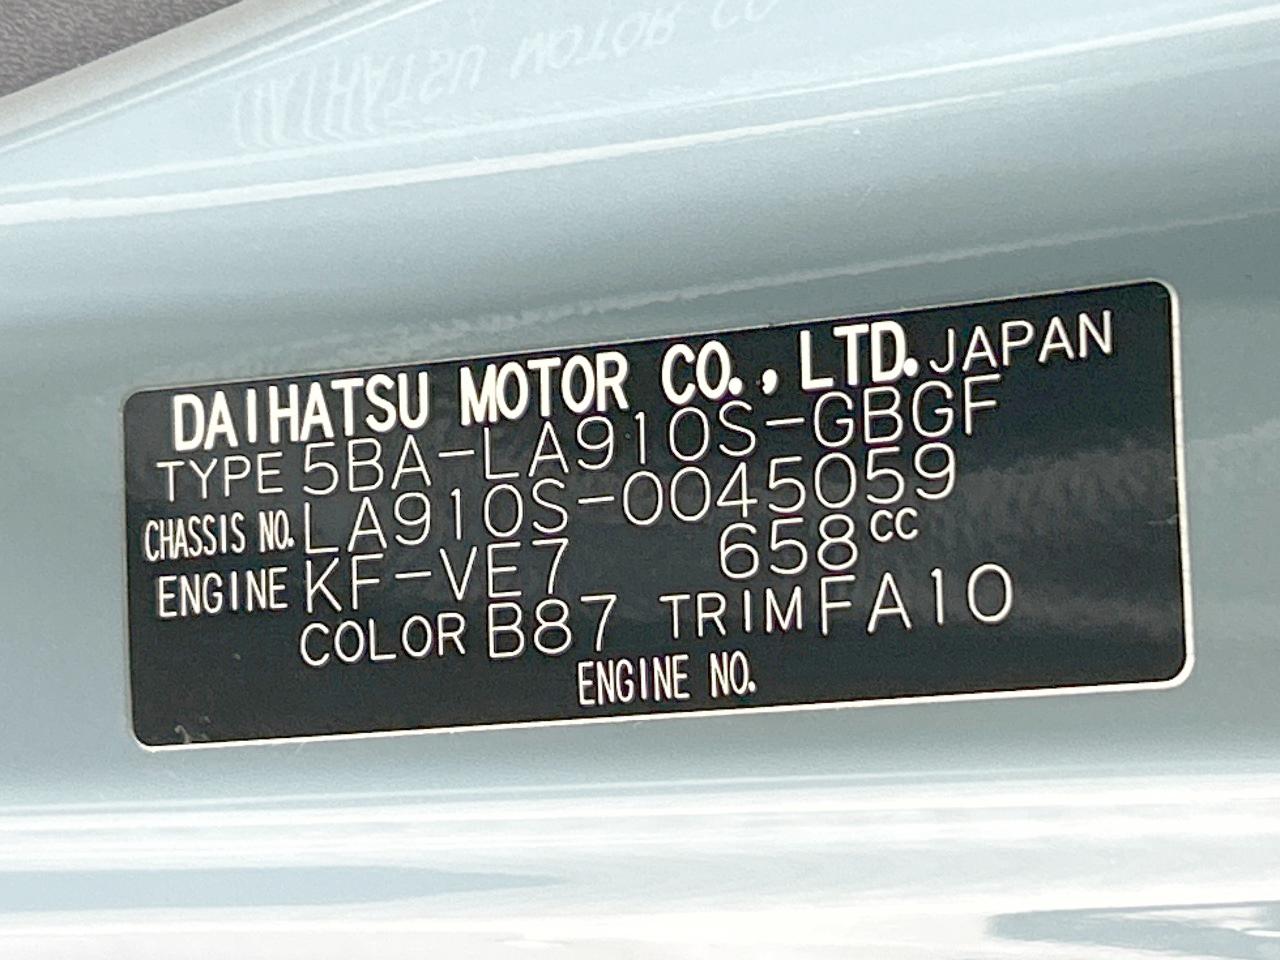 DAIHATSU MOTOR CO., LTD. JAPAN
TYPE 5BA-LA910S-GBGF
CHASSIS NO. LA910S-0045059
ENGINE KF-VE7 658CC
COLOR B87 TRIM FA10
ENGINE NO.